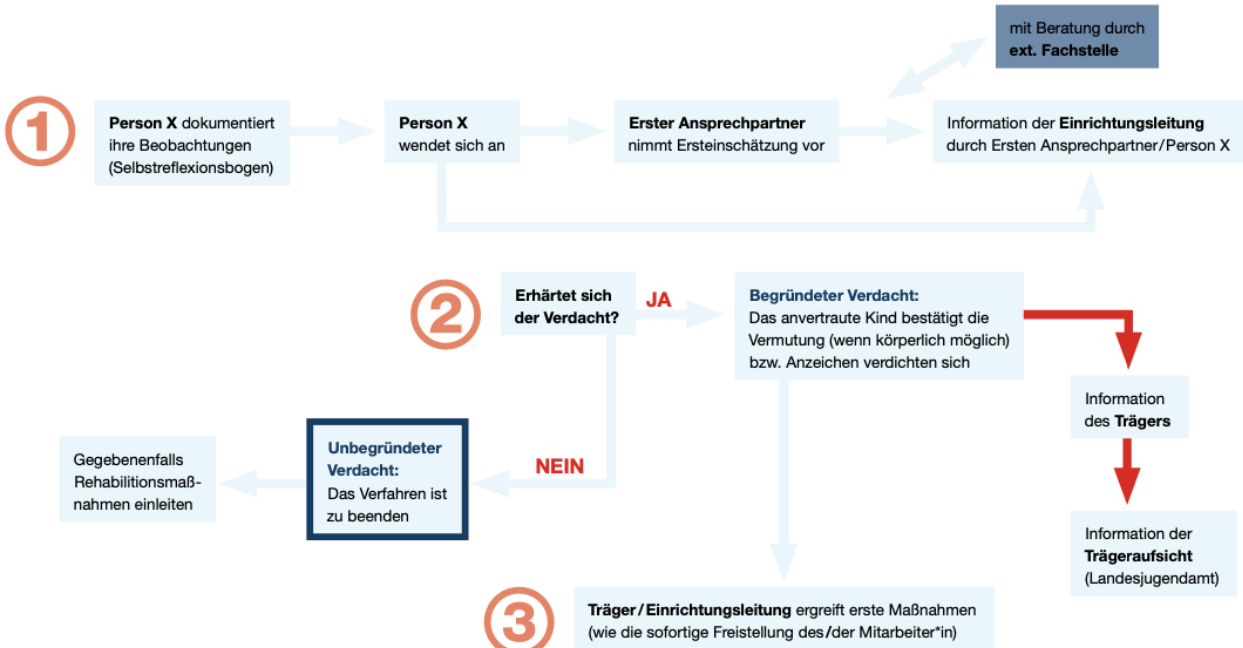 mit Beratung durch
ext. Fachstelle
1
Person X dokumentiert
ihre Beobachtungen
(Selbstreflexionsbogen)
Person X
wendet sich an
Erster Ansprechpartner
nimmt Ersteinschätzung vor
Information der Einrichtungsleitung
durch Ersten Ansprechpartner/Person X
2
Erhärtet sich
der Verdacht?
JA
Begründeter Verdacht:
Das anvertraute Kind bestätigt die
Vermutung (wenn körperlich möglich)
bzw. Anzeichen verdichten sich
Information
des Trägers
Gegebenenfalls
Rehabilitionsmaß-
nahmen einleiten
Unbegründeter
Verdacht:
Das Verfahren ist
zu beenden
NEIN
Information der
Trägeraufsicht
(Landesjugendamt)
3
Träger/Einrichtungsleitung ergreift erste Maßnahmen
(wie die sofortige Freistellung des/der Mitarbeiter*in)